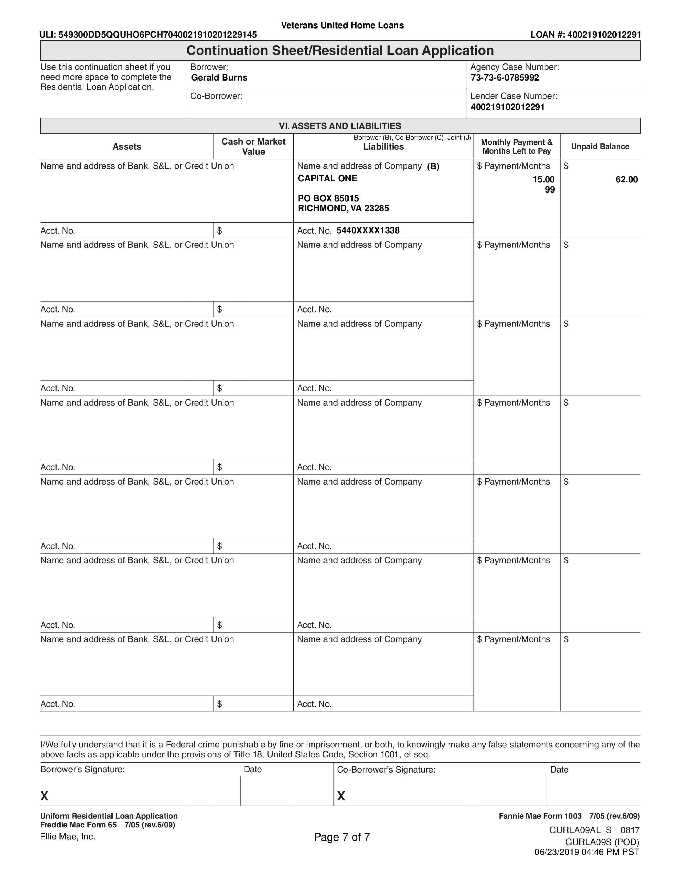 Veterans United Home Loans
ULI: 549300DD5QQUHO6PCH7040021910201229145 LOAN #: 400219102012291
Continuation Sheet/Residential Loan Application
Use this continuation sheet if you need more space to complete the Residential Loan Application.
Borrower:
Gerald Burns
Co-Borrower:
Agency Case Number:
73-73-6-0785992
Lender Case Number:
400219102012291
VI. ASSETS AND LIABILITIES
Assets
Cash or Market Value
Borrower (B), Co-Borrower (C), Joint (J)
Liabilities
Monthly Payment & Months Left to Pay
Unpaid Balance
Name and address of Bank, S&L, or Credit Union
Name and address of Company (B)
CAPITAL ONE
PO BOX 85015
RICHMOND, VA 23285
$ Payment/Months
15.00
99
$
62.00
Acct. No. $ Acct. No. 5440XXXX1338
Name and address of Bank, S&L, or Credit Union Name and address of Company $ Payment/Months $
Acct. No. $ Acct. No.
Name and address of Bank, S&L, or Credit Union Name and address of Company $ Payment/Months $
Acct. No. $ Acct. No.
Name and address of Bank, S&L, or Credit Union Name and address of Company $ Payment/Months $
Acct. No. $ Acct. No.
Name and address of Bank, S&L, or Credit Union Name and address of Company $ Payment/Months $
Acct. No. $ Acct. No.
Name and address of Bank, S&L, or Credit Union Name and address of Company $ Payment/Months $
Acct. No. $ Acct. No.
Name and address of Bank, S&L, or Credit Union Name and address of Company $ Payment/Months $
Acct. No. $ Acct. No.
I/We fully understand that it is a Federal crime punishable by fine or imprisonment, or both, to knowingly make any false statements concerning any of the
above facts as applicable under the provisions of Title 18, United States Code, Section 1001, et seq.
Borrower's Signature: Date Co-Borrower's Signature: Date
X X
Uniform Residential Loan Application
Freddie Mac Form 65 7/05 (rev.6/09)
Ellie Mae, Inc.
Page 7 of 7
Fannie Mae Form 1003 7/05 (rev.6/09)
GURLA09AL S 0817
GURLA09S (POD)
06/23/2019 04:46 PM PST